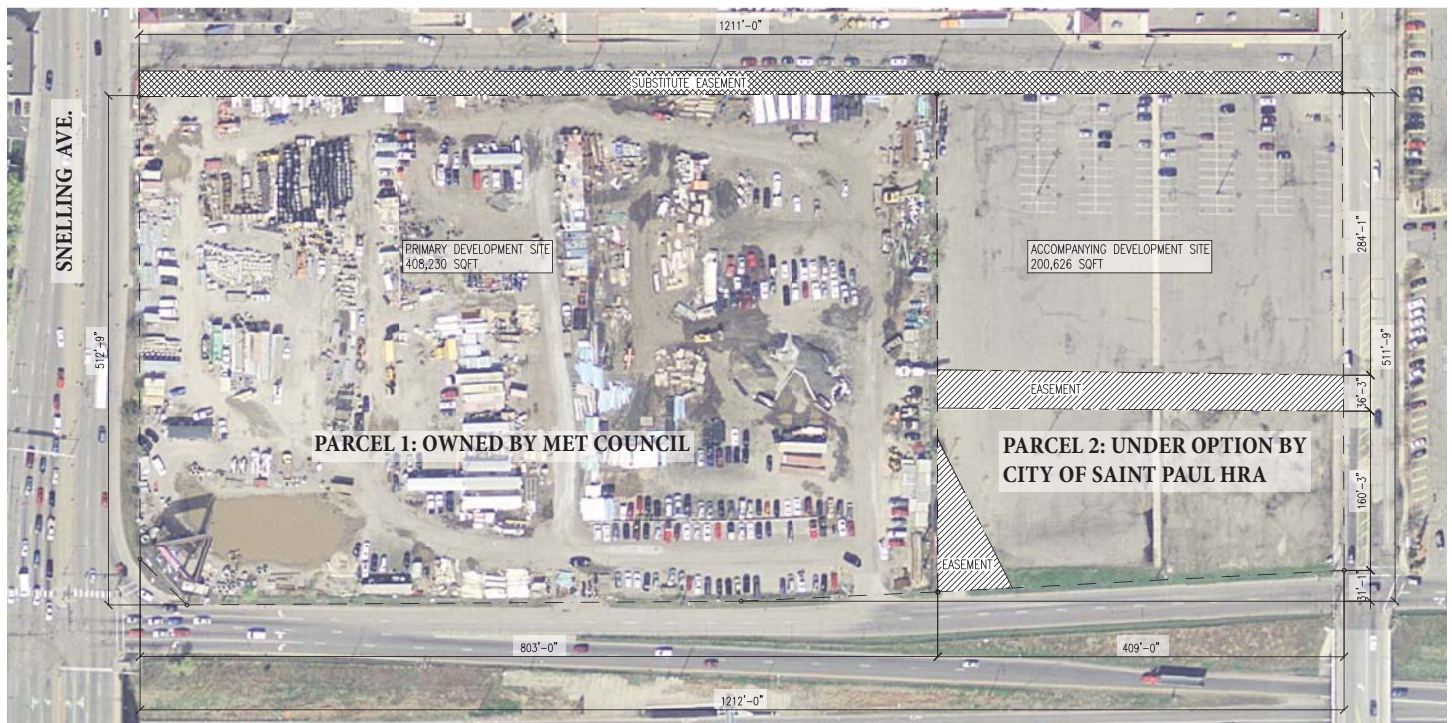 1211'-0"
SUBSTITUTE EASEMENT
SNELLING AVE.
PRIMARY DEVELOPMENT SITE
408,230 SQFT
ACCOMPANYING DEVELOPMENT SITE
200,626 SQFT
284'-1"
512'-9"
511'-9"
EASEMENT
36'-3"
PARCEL 1: OWNED BY MET COUNCIL
PARCEL 2: UNDER OPTION BY
CITY OF SAINT PAUL HRA
160'-3"
EASEMENT
31'-1"
803'-0"
409'-0"
1212'-0"